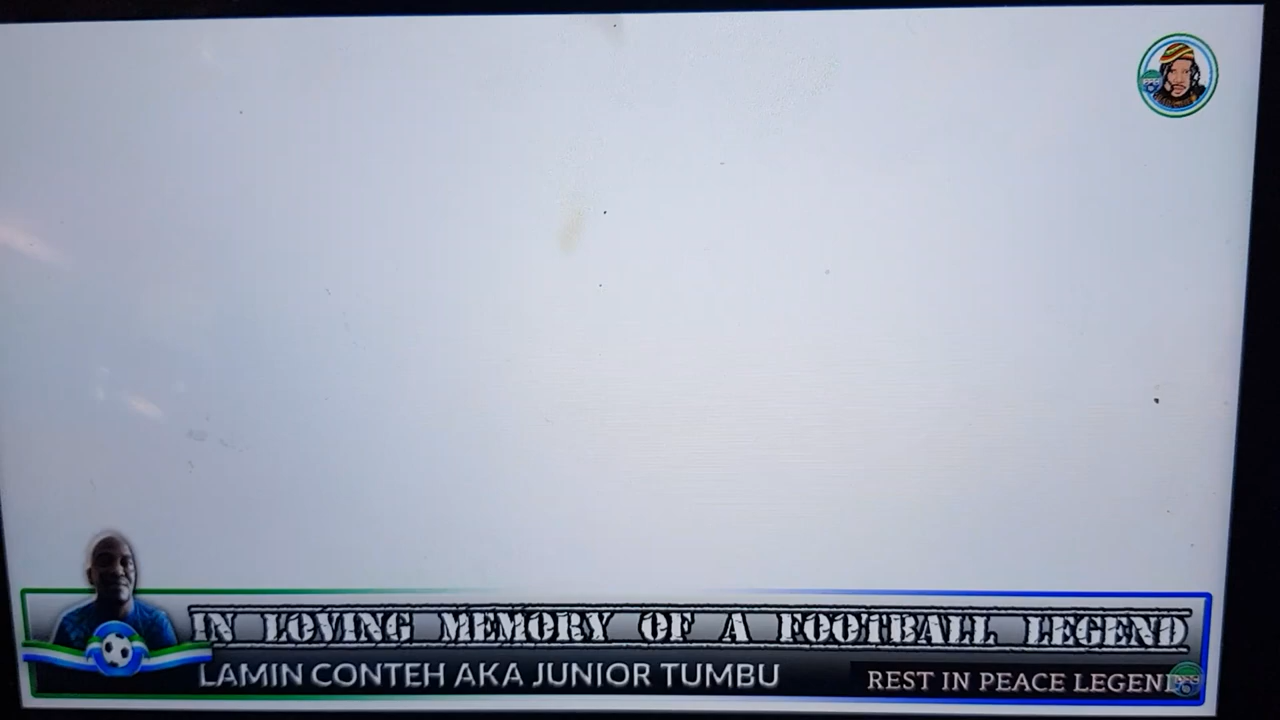 IN LOVING MEMORY OF A FOOTBALL LEGEND
LAMIN CONTEH AKA JUNIOR TUMBU
REST IN PEACE LEGEND